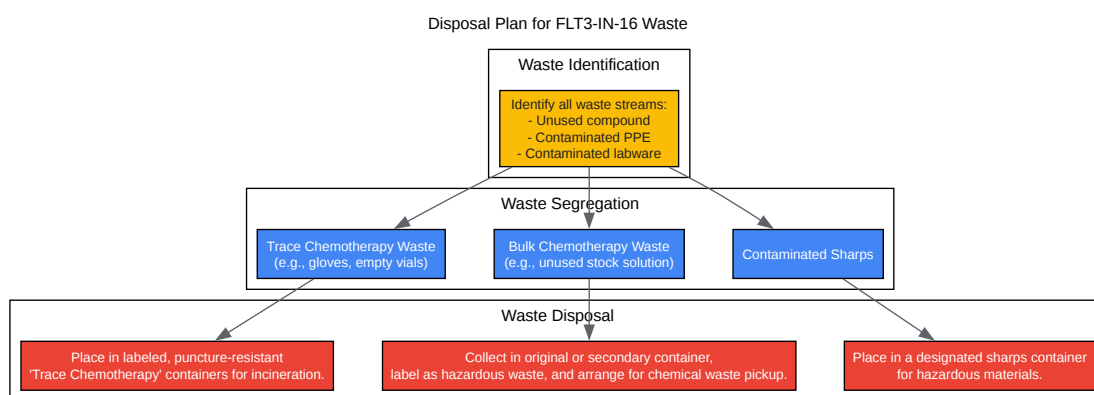 Disposal Plan for FLT3-IN-16 Waste
Waste Identification
Identify all waste streams:
- Unused compound
- Contaminated PPE
- Contaminated labware
Waste Segregation
Trace Chemotherapy Waste
(e.g., gloves, empty vials)
Bulk Chemotherapy Waste
(e.g., unused stock solution)
Contaminated Sharps
Waste Disposal
Place in labeled, puncture-resistant
'Trace Chemotherapy' containers for incineration.
Collect in original or secondary container,
label as hazardous waste, and arrange for chemical waste pickup.
Place in a designated sharps container
for hazardous materials.